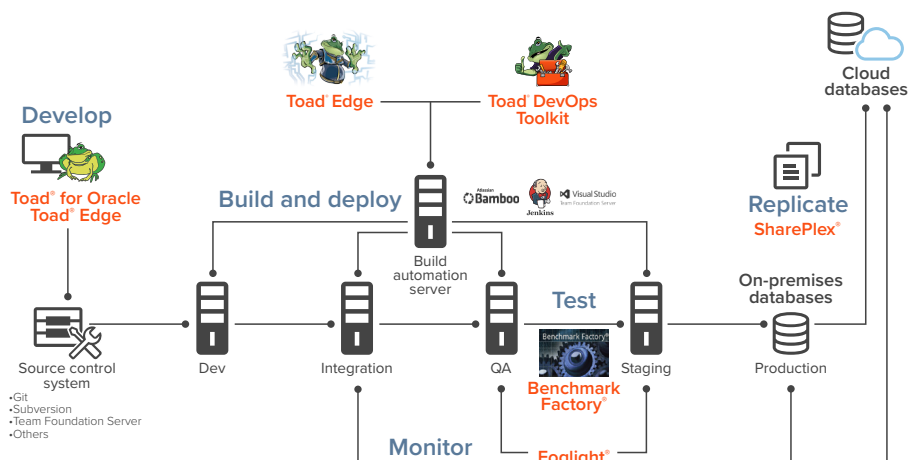 Cloud
databases
Toad® Edge
Toad® DevOps
Toolkit
Develop
Toad® for Oracle
Toad® Edge
Build and deploy
Atlassian
Bamboo
Jenkins
Visual Studio
Team Foundation Server
Replicate
SharePlex®
Build
automation
server
On-premises
databases
Test
Benchmark Factory®
Source control
system
•Git
•Subversion
•Team Foundation Server
•Others
Dev
Integration
QA
Benchmark
Factory®
Staging
Production
Monitor
Foglight®